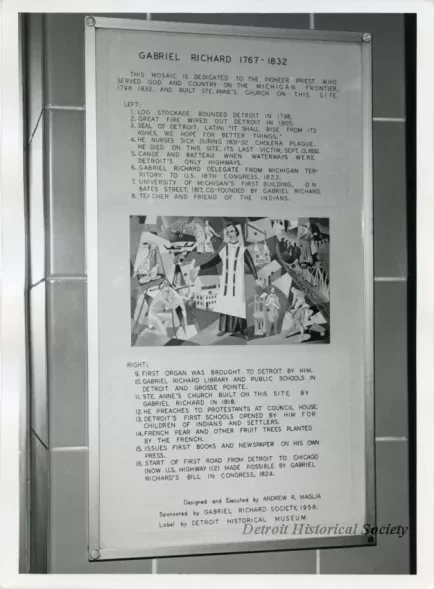 GABRIEL RICHARD 1767-1832
THIS MOSAIC IS DEDICATED TO THE PIONEER PRIEST WHO
SERVED GOD AND COUNTRY ON THE MICHIGAN FRONTIER,
1798-1832, AND BUILT STE. ANNE'S CHURCH ON THIS SITE.
LEFT:
1. LOG STOCKADE BOUNDED DETROIT IN 1798.
2. GREAT FIRE WIPED OUT DETROIT IN 1805.
3. SEAL OF DETROIT, LATIN: "IT SHALL RISE FROM ITS
ASHES, WE HOPE FOR BETTER THINGS."
4. HE NURSES SICK DURING 1831-32 CHOLERA PLAGUE.
HE DIED ON THIS SITE, ITS LAST VICTIM, SEPT. 13, 1832.
5. CANOE AND BATTEAU WHEN WATERWAYS WERE
DETROIT'S ONLY HIGHWAYS.
6. GABRIEL RICHARD DELEGATE FROM MICHIGAN TER-
RITORY TO U.S. 18TH CONGRESS, 1823.
7. UNIVERSITY OF MICHIGAN'S FIRST BUILDING, ON
BATES STREET, 1817, CO-FOUNDED BY GABRIEL RICHARD.
8. TEACHER AND FRIEND OF THE INDIANS.
RIGHT:
9. FIRST ORGAN WAS BROUGHT TO DETROIT BY HIM.
10. GABRIEL RICHARD LIBRARY AND PUBLIC SCHOOLS IN
DETROIT AND GROSSE POINTE.
11. STE. ANNE'S CHURCH BUILT ON THIS SITE BY
GABRIEL RICHARD IN 1818.
12. HE PREACHES TO PROTESTANTS AT COUNCIL HOUSE.
13. DETROIT'S FIRST SCHOOLS OPENED BY HIM FOR
CHILDREN OF INDIANS AND SETTLERS.
14. FRENCH PEAR AND OTHER FRUIT TREES PLANTED
BY THE FRENCH.
15. ISSUES FIRST BOOKS AND NEWSPAPER ON HIS OWN
PRESS.
16. START OF FIRST ROAD FROM DETROIT TO CHICAGO
(NOW U.S. HIGHWAY 112) MADE POSSIBLE BY GABRIEL
RICHARD'S BILL IN CONGRESS, 1824.
Designed and Executed by ANDREW R. MAGLIA
Sponsored by GABRIEL RICHARD SOCIETY, 1958.
Label by DETROIT HISTORICAL MUSEUM.
Detroit Historical Society